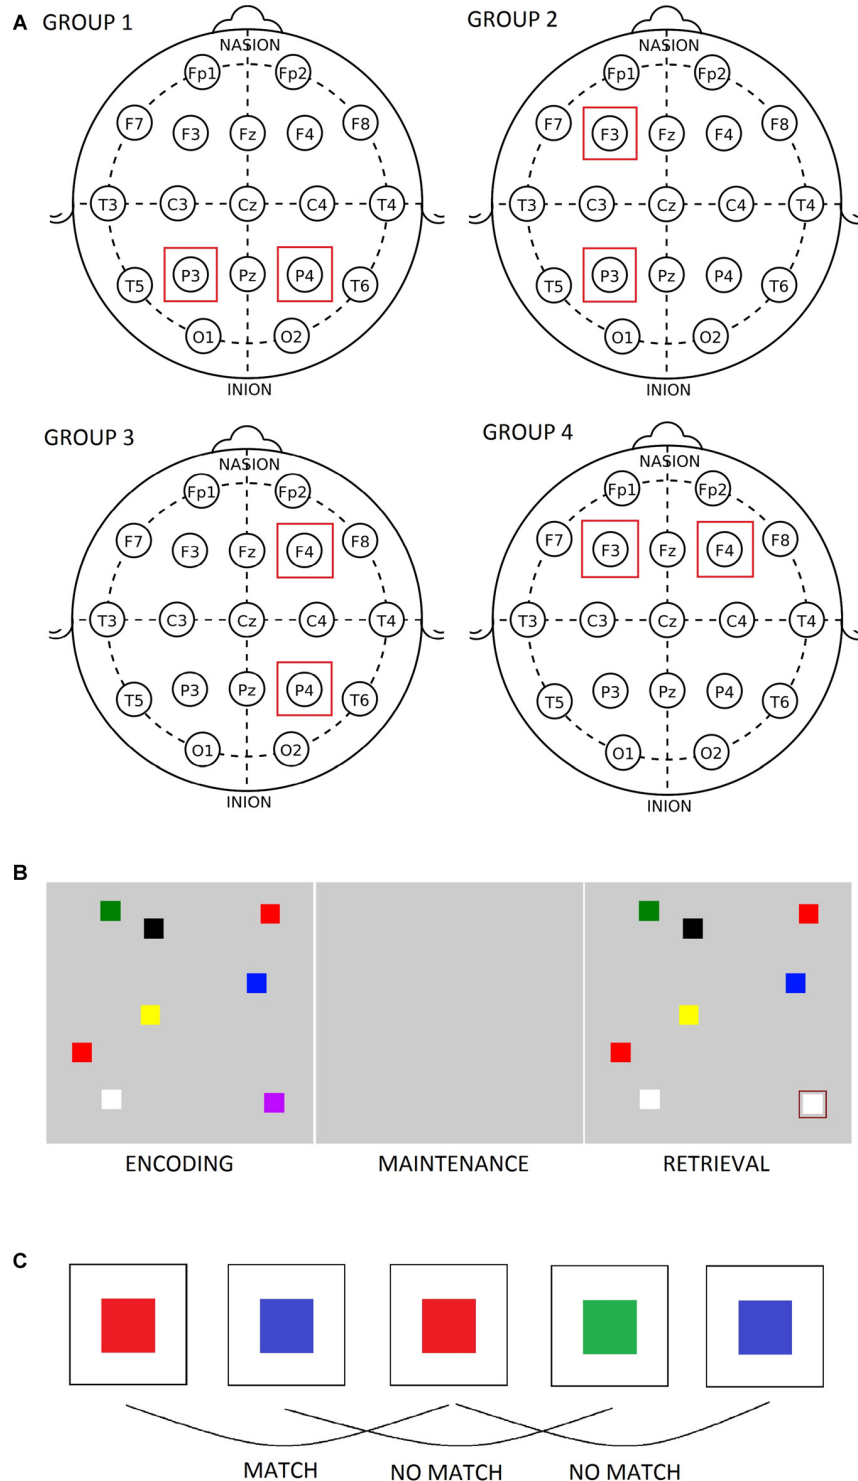 A
GROUP 1
NASION
Fp1 Fp2
F7 F3 Fz F4 F8
T3 C3 Cz C4 T4
T5 P3 Pz P4 T6
O1 O2
INION
GROUP 2
NASION
Fp1 Fp2
F7 F3 Fz F4 F8
T3 C3 Cz C4 T4
T5 P3 Pz P4 T6
O1 O2
INION
GROUP 3
NASION
Fp1 Fp2
F7 F3 Fz F4 F8
T3 C3 Cz C4 T4
T5 P3 Pz P4 T6
O1 O2
INION
GROUP 4
NASION
Fp1 Fp2
F7 F3 Fz F4 F8
T3 C3 Cz C4 T4
T5 P3 Pz P4 T6
O1 O2
INION
B
ENCODING MAINTENANCE RETRIEVAL
C
MATCH NO MATCH NO MATCH